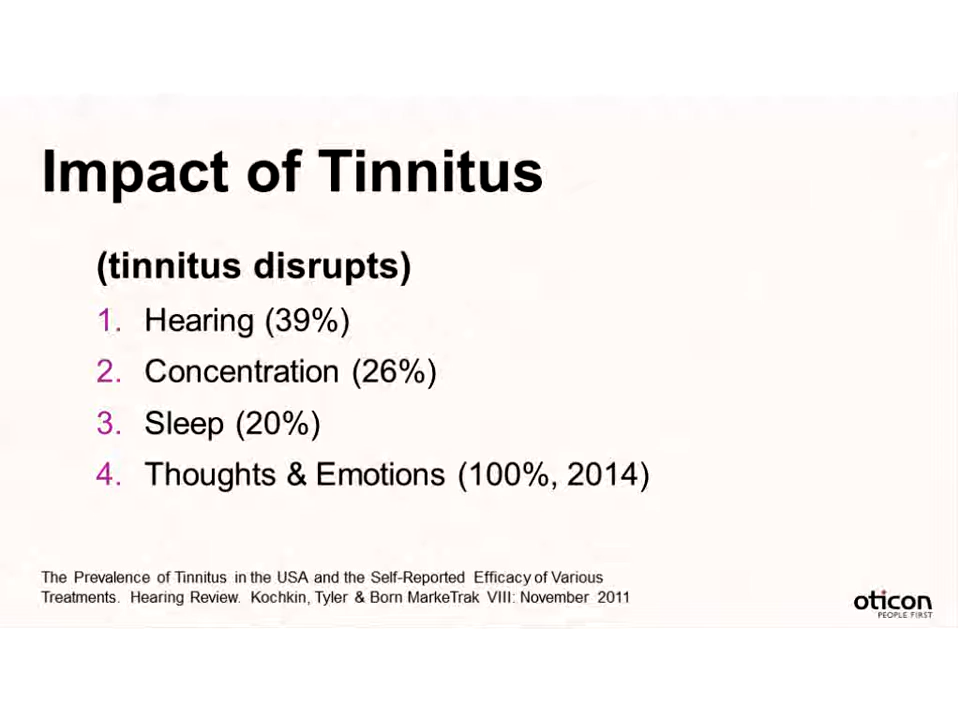 Impact of Tinnitus
(tinnitus disrupts)
1. Hearing (39%)
2. Concentration (26%)
3. Sleep (20%)
4. Thoughts & Emotions (100%, 2014)
The Prevalence of Tinnitus in the USA and the Self-Reported Efficacy of Various
Treatments. Hearing Review. Kochkin, Tyler & Born MarkeTrak VIII: November 2011
oticon
PEOPLE FIRST